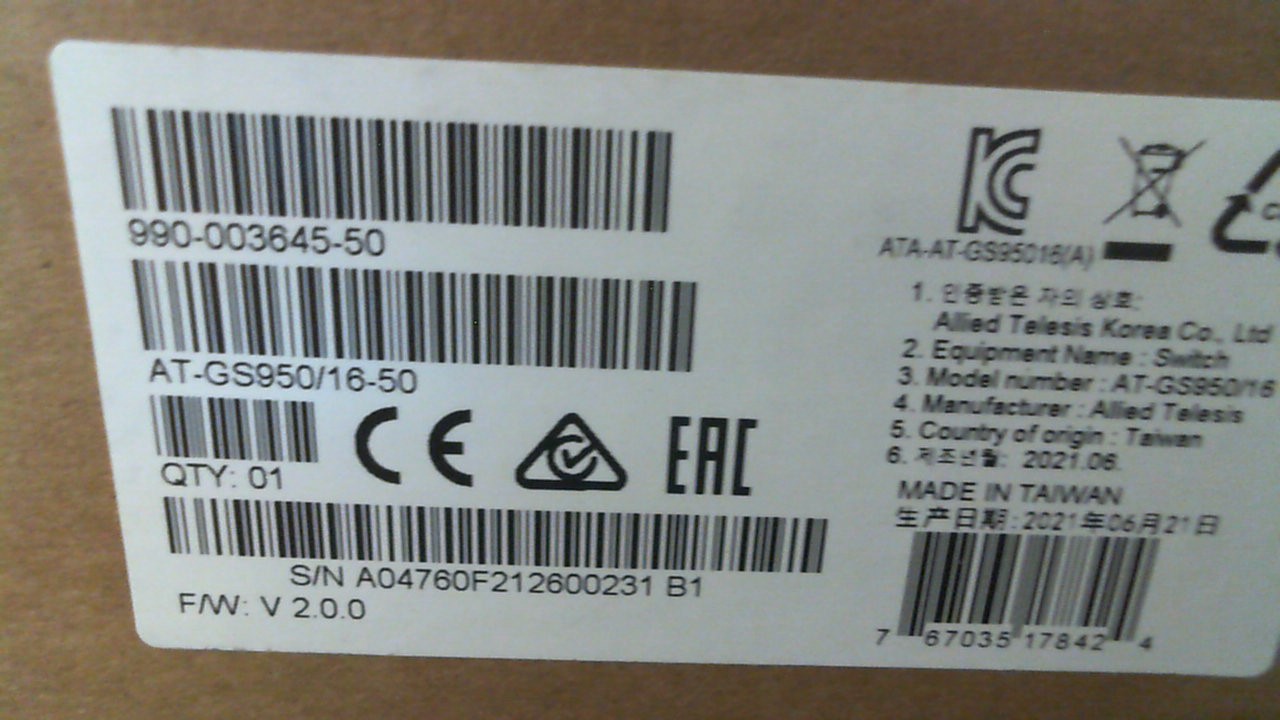 990-003645-50
AT-GS950/16-50
QTY: 01
CE
EAC
S/N A04760F212600231 B1
F/W: V 2.0.0
KC
ATA-AT-GS95016(A)
1. 인증받은 자의 상호:
Allied Telesis Korea Co., Ltd
2. Equipment Name : Switch
3. Model number : AT-GS950/16
4. Manufacturer : Allied Telesis
5. Country of origin : Taiwan
6. 제조년월: 2021.06.
MADE IN TAIWAN
生产日期:2021年06月21日
7 67035 17842 4